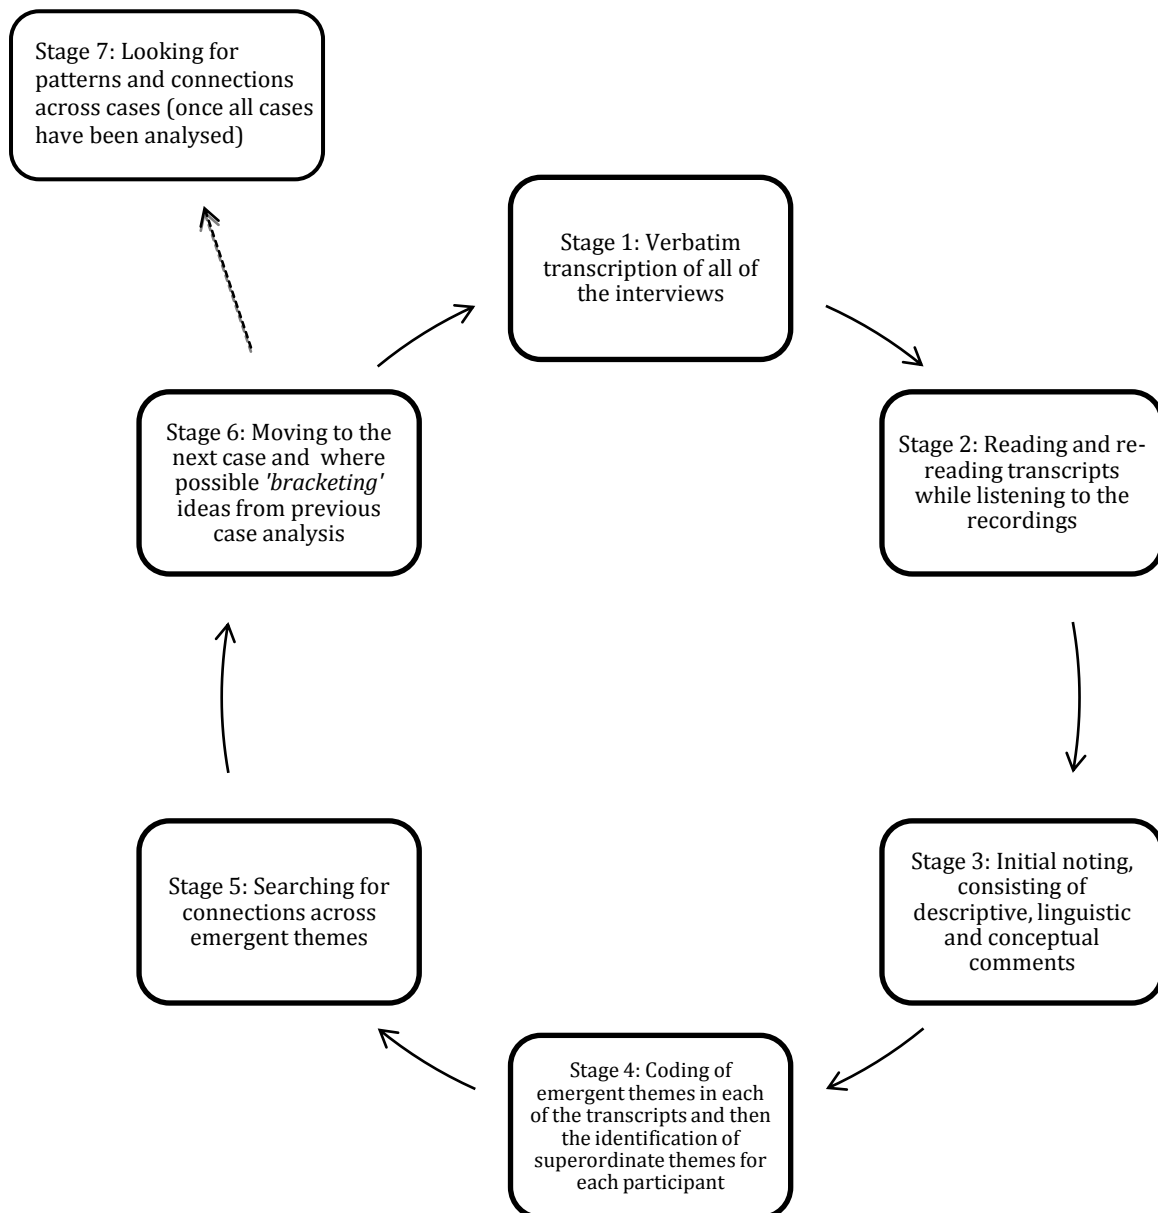 Stage 7: Looking for
patterns and connections
across cases (once all cases
have been analysed)
Stage 1: Verbatim
transcription of all of
the interviews
Stage 2: Reading and re-
reading transcripts
while listening to the
recordings
Stage 3: Initial noting,
consisting of
descriptive, linguistic
and conceptual
comments
Stage 4: Coding of
emergent themes in each
of the transcripts and then
the identification of
superordinate themes for
each participant
Stage 5: Searching for
connections across
emergent themes
Stage 6: Moving to the
next case and where
possible 'bracketing'
ideas from previous
case analysis